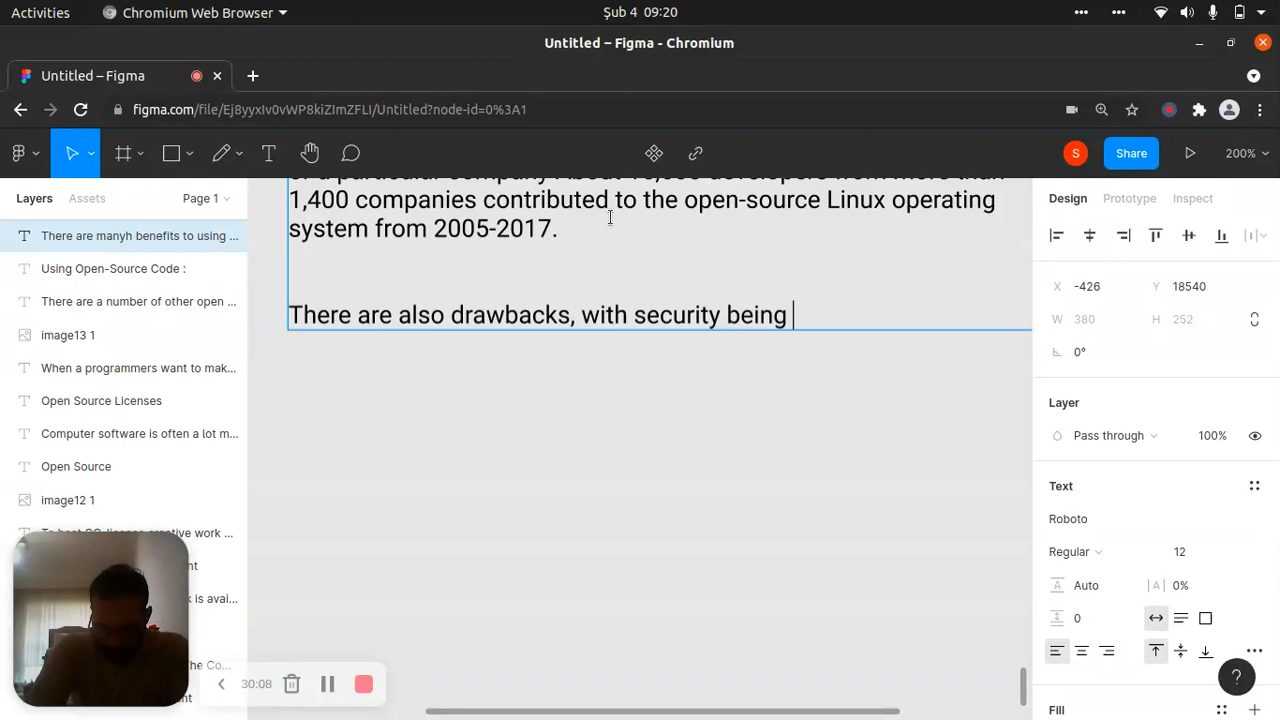 Activities
Chromium Web Browser
Şub 4 09:20
Untitled – Figma - Chromium
Untitled – Figma
figma.com/file/Ej8yyxIv0vWP8kiZImZFLI/Untitled?node-id=0%3A1
S
Share
200%
Layers
Assets
Page 1
There are manyh benefits to using ...
Using Open-Source Code :
There are a number of other open ...
image13 1
When a programmers want to mak...
Open Source Licenses
Computer software is often a lot m...
Open Source
image12 1
30:08
1,400 companies contributed to the open-source Linux operating
system from 2005-2017.
There are also drawbacks, with security being
Design
Prototype
Inspect
X -426
Y 18540
W 380
H 252
0°
Layer
Pass through
100%
Text
Roboto
Regular
12
Auto
|A| 0%
0
Fill
?